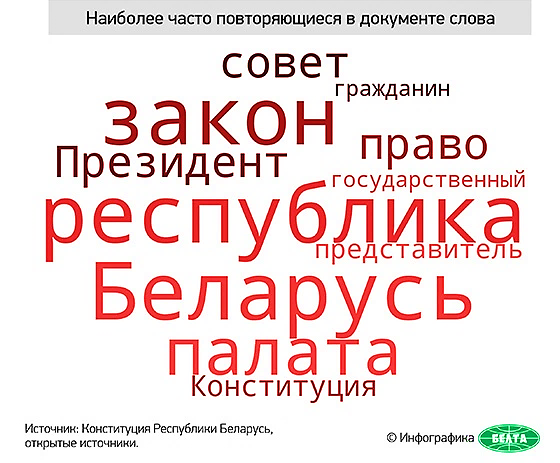 Наиболее часто повторяющиеся в документе слова
совет
гражданин
закон
право
Президент
государственный
республика
представитель
Беларусь
палата
Конституция
Источник: Конституция Республики Беларусь,
открытые источники.
© Инфографика БЕЛТА